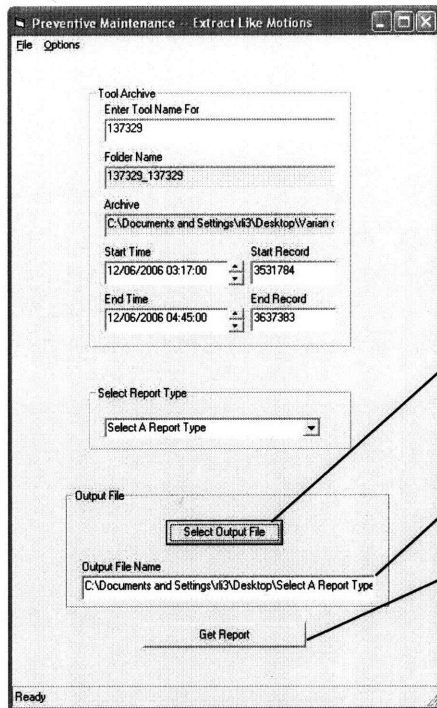 Preventive Maintenance -- Extract Like Motions
File Options
Tool Archive
Enter Tool Name For
137329
Folder Name
137329_137329
Archive
C:\Documents and Settings\rli3\Desktop\Varian c
Start Time Start Record
12/06/2006 03:17:00 3531784
End Time End Record
12/06/2006 04:45:00 3637383
Select Report Type
Select A Report Type
Output File
Select Output File
Output File Name
C:\Documents and Settings\rli3\Desktop\Select A Report Type
Get Report
Ready